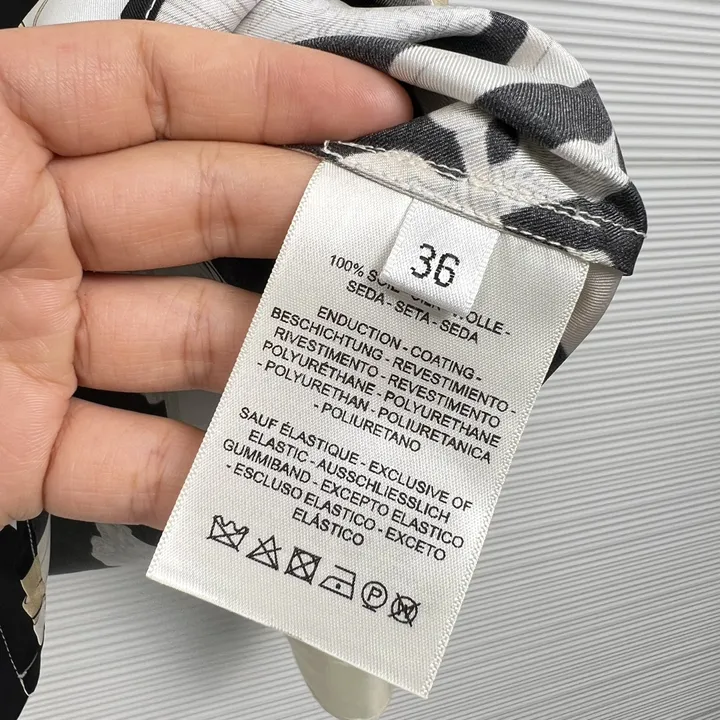 36
100% SOIE - SILK - OLLE -
SEDA - SETA - SEDA
ENDUCTION - COATING -
BESCHICHTUNG - REVESTIMIENTO -
RIVESTIMENTO - REVESTIMENTO
POLYURÉTHANE - POLYURETHANE
- POLYURETHAN - POLIURETANICA
- POLIURETANO
SAUF ÉLASTIQUE - EXCLUSIVE OF
ELASTIC - AUSSCHLIESSLICH
GUMMIBAND - EXCEPTO ELASTICO
- ESCLUSO ELASTICO - EXCETO
ELÁSTICO
P